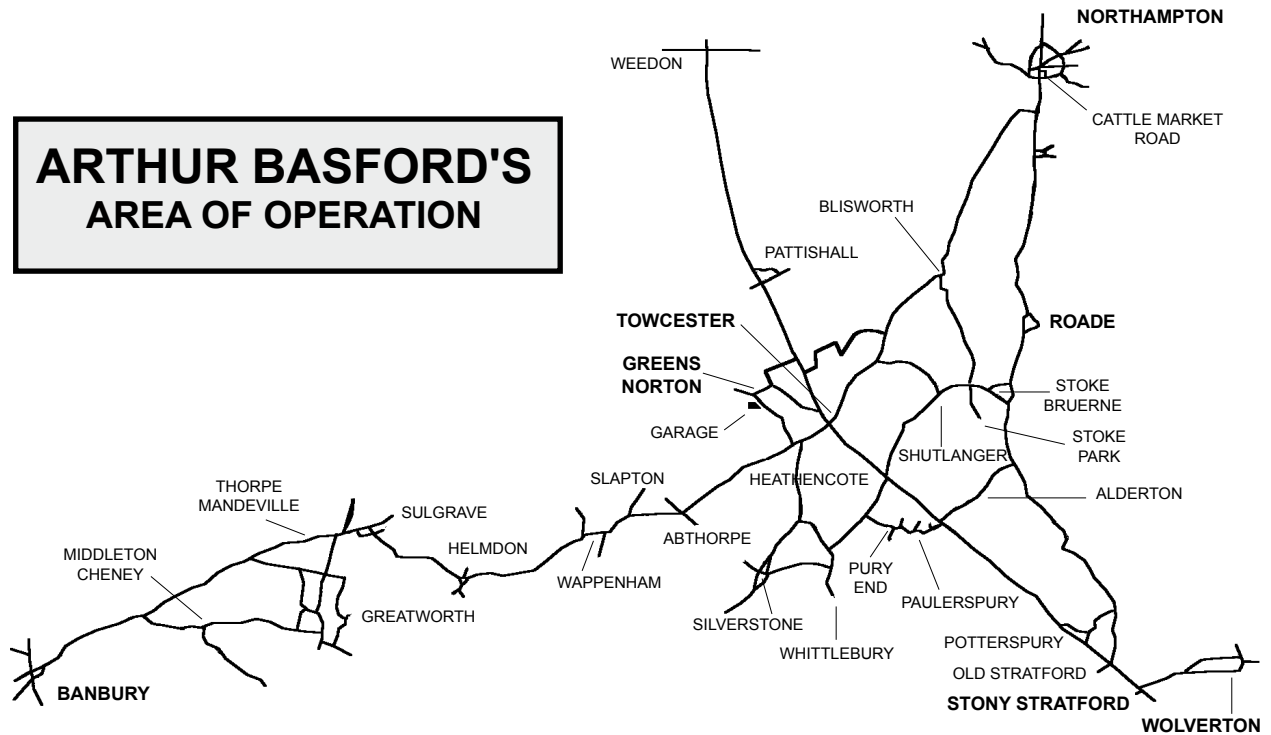 NORTHAMPTON
WEEDON
CATTLE MARKET
ROAD
ARTHUR BASFORD'S
AREA OF OPERATION
BLISWORTH
PATTISHALL
TOWCESTER
ROADE
GREENS
NORTON
STOKE
BRUERNE
GARAGE
STOKE
PARK
SHUTLANGER
HEATHENCOTE
SLAPTON
ALDERTON
THORPE
MANDEVILLE
SULGRAVE
ABTHORPE
HELMDON
MIDDLETON
CHENEY
WAPPENHAM
PURY
END
PAULERSPURY
GREATWORTH
SILVERSTONE
WHITTLEBURY
POTTERSPURY
OLD STRATFORD
BANBURY
STONY STRATFORD
WOLVERTON